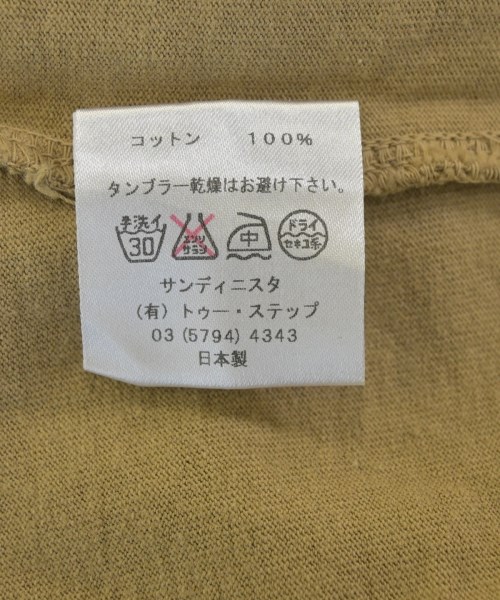 コットン 100%
タンブラー乾燥はお避け下さい。
手洗イ 30 エンソサラシ 中 ドライ セキユ系
サンディニスタ
(有)トゥー・ステップ
03 (5794) 4343
日本製